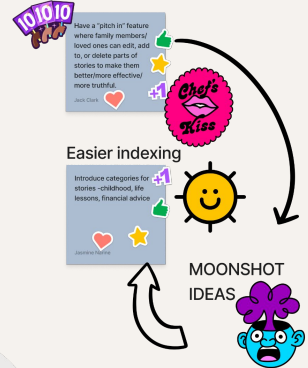 10 10 10
Have a "pitch in" feature
where family members/
loved ones can edit, add
to, or delete parts of
stories to make them
better/more effective/
more truthful.
Jack Clark
+1
Chef's
Kiss
Easier indexing
+1
Introduce categories for
stories -childhood, life
lessons, financial advice
MOONSHOT
IDEAS